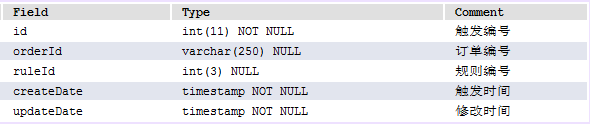 Field Type Comment
id int(11) NOT NULL 触发编号
orderId varchar(250) NULL 订单编号
ruleId int(3) NULL 规则编号
createDate timestamp NOT NULL 触发时间
updateDate timestamp NOT NULL 修改时间